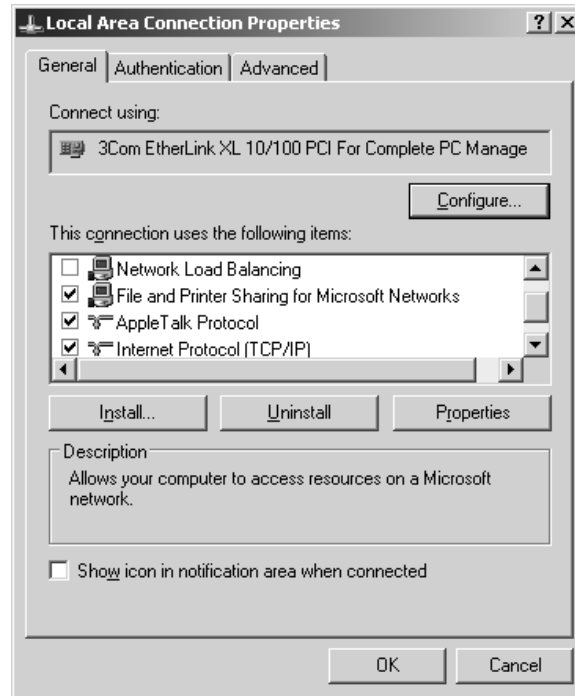 Local Area Connection Properties
General Authentication Advanced
Connect using:
3Com EtherLink XL 10/100 PCI For Complete PC Manage
Configure...
This connection uses the following items:
Network Load Balancing
File and Printer Sharing for Microsoft Networks
AppleTalk Protocol
Internet Protocol (TCP/IP)
Install... Uninstall Properties
Description
Allows your computer to access resources on a Microsoft
network.
Show icon in notification area when connected
OK Cancel